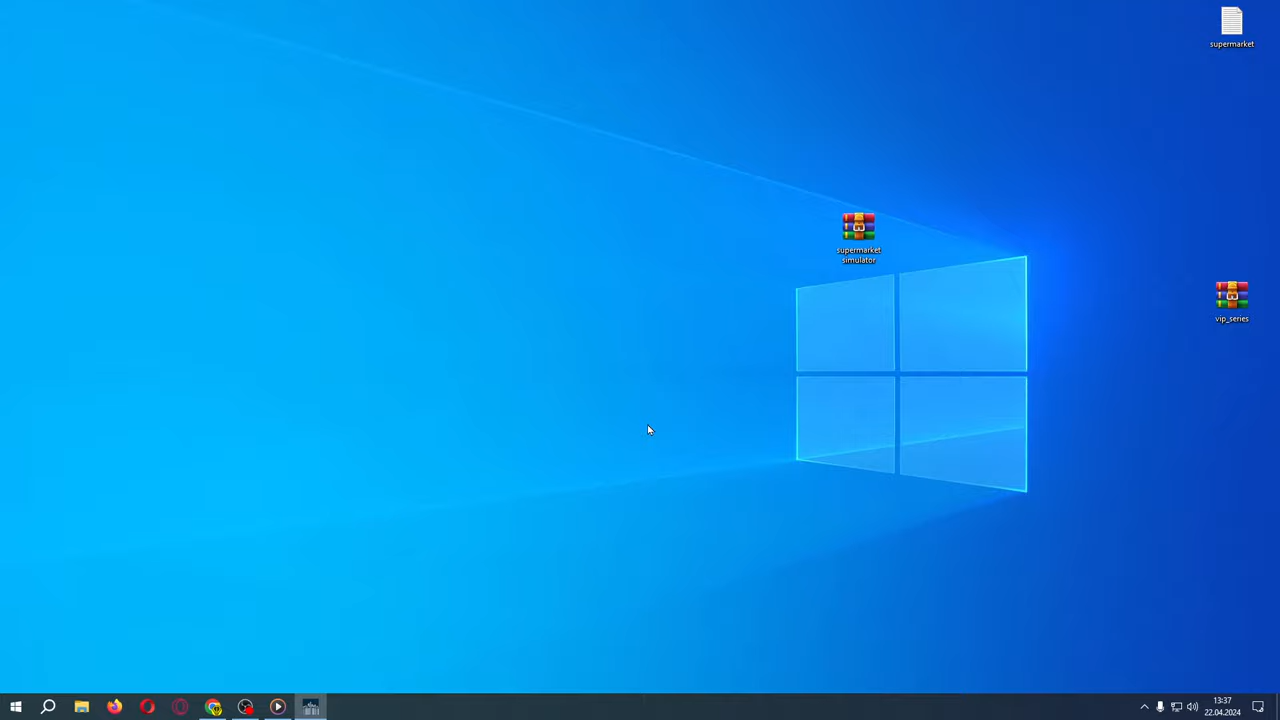 supermarket
supermarket
simulator
vip_series
13:37
22.04.2024